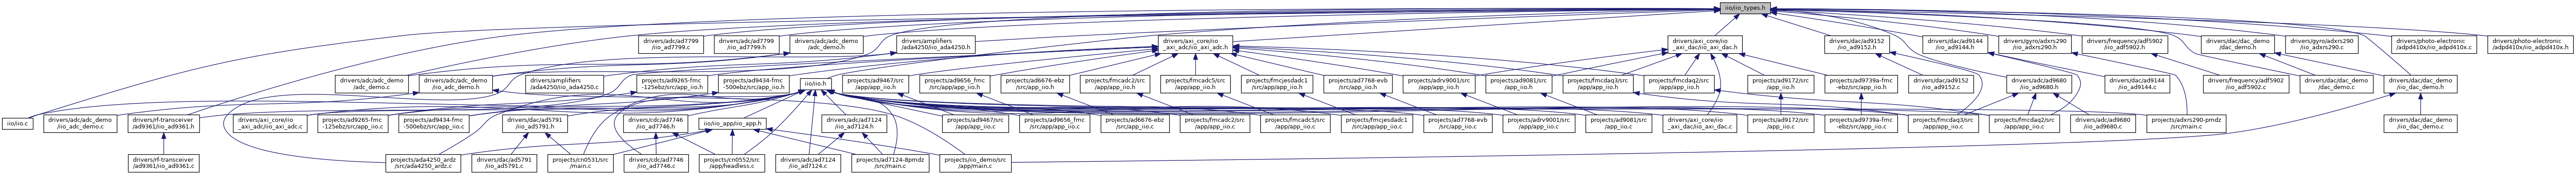 iio/iio_types.h
drivers/adc/ad7799
/iio_ad7799.c
drivers/adc/ad7799
/iio_ad7799.h
drivers/adc/adc_demo
/adc_demo.h
drivers/amplifiers
/ada4250/iio_ada4250.h
drivers/axi_core/iio
_axi_adc/iio_axi_adc.h
drivers/axi_core/iio
_axi_dac/iio_axi_dac.h
drivers/dac/ad9152
/iio_ad9152.h
drivers/dac/ad9144
/iio_ad9144.h
drivers/gyro/adxrs290
/iio_adxrs290.h
drivers/frequency/adf5902
/iio_adf5902.h
drivers/dac/dac_demo
/dac_demo.h
drivers/gyro/adxrs290
/iio_adxrs290.c
drivers/photo-electronic
/adpd410x/iio_adpd410x.c
drivers/photo-electronic
/adpd410x/iio_adpd410x.h
drivers/adc/adc_demo
/adc_demo.c
drivers/adc/adc_demo
/iio_adc_demo.h
drivers/amplifiers
/ada4250/iio_ada4250.c
projects/ad9265-fmc
-125ebz/src/app_iio.h
projects/ad9434-fmc
-500ebz/src/app_iio.h
iio/iio.h
projects/ad9467/src
/app/app_iio.h
projects/ad9656_fmc
/src/app/app_iio.h
projects/ad6676-ebz
/src/app_iio.h
projects/fmcadc2/src
/app/app_iio.h
projects/fmcadc5/src
/app/app_iio.h
projects/fmcjesdadc1
/src/app/app_iio.h
projects/ad7768-evb
/src/app_iio.h
projects/adrv9001/src
/app/app_iio.h
projects/ad9081/src
/app_iio.h
projects/fmcdaq3/src
/app/app_iio.h
projects/fmcdaq2/src
/app/app_iio.h
projects/ad9172/src
/app_iio.h
projects/ad9739a-fmc
-ebz/src/app_iio.h
drivers/dac/ad9152
/iio_ad9152.c
drivers/adc/ad9680
/iio_ad9680.h
drivers/dac/ad9144
/iio_ad9144.c
drivers/frequency/adf5902
/iio_adf5902.c
drivers/dac/dac_demo
/dac_demo.c
drivers/dac/dac_demo
/iio_dac_demo.h
iio/iio.c
drivers/adc/adc_demo
/iio_adc_demo.c
drivers/rf-transceiver
/ad9361/iio_ad9361.h
drivers/axi_core/iio
_axi_adc/iio_axi_adc.c
projects/ad9265-fmc
-125ebz/src/app_iio.c
projects/ad9434-fmc
-500ebz/src/app_iio.c
drivers/dac/ad5791
/iio_ad5791.h
drivers/cdc/ad7746
/iio_ad7746.h
iio/iio_app/iio_app.h
drivers/adc/ad7124
/iio_ad7124.h
projects/ad9467/src
/app/app_iio.c
projects/ad9656_fmc
/src/app/app_iio.c
projects/ad6676-ebz
/src/app_iio.c
projects/fmcadc2/src
/app/app_iio.c
projects/fmcadc5/src
/app/app_iio.c
projects/fmcjesdadc1
/src/app/app_iio.c
projects/ad7768-evb
/src/app_iio.c
projects/adrv9001/src
/app/app_iio.c
projects/ad9081/src
/app_iio.c
drivers/axi_core/iio
_axi_dac/iio_axi_dac.c
projects/ad9172/src
/app_iio.c
projects/ad9739a-fmc
-ebz/src/app_iio.c
projects/fmcdaq3/src
/app/app_iio.c
projects/fmcdaq2/src
/app/app_iio.c
drivers/adc/ad9680
/iio_ad9680.c
projects/adxrs290-pmdz
/src/main.c
drivers/dac/dac_demo
/iio_dac_demo.c
drivers/rf-transceiver
/ad9361/iio_ad9361.c
projects/ada4250_ardz
/src/ada4250_ardz.c
drivers/dac/ad5791
/iio_ad5791.c
projects/cn0531/src
/main.c
drivers/cdc/ad7746
/iio_ad7746.c
projects/cn0552/src
/app/headless.c
drivers/adc/ad7124
/iio_ad7124.c
projects/ad7124-8pmdz
/src/main.c
projects/iio_demo/src
/app/main.c